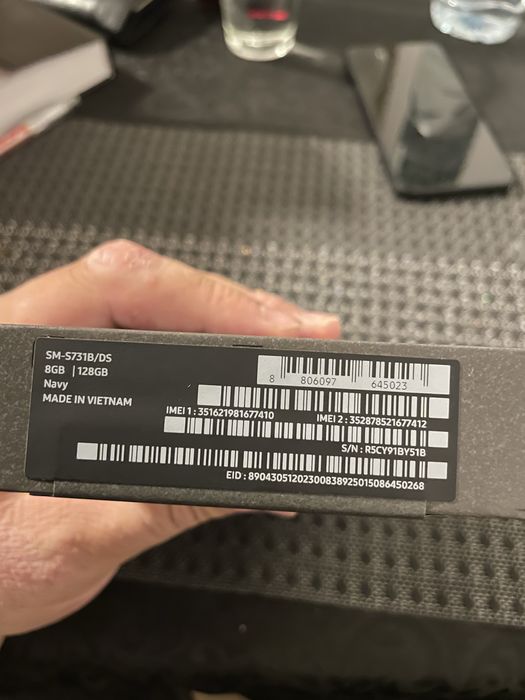 SM-S731B/DS
8GB | 128GB
Navy
MADE IN VIETNAM
8 806097 645023
IMEI 1 : 351621981677410
IMEI 2 : 352878521677412
S/N : R5CY91BY51B
EID : 89043051202300838925015086450268